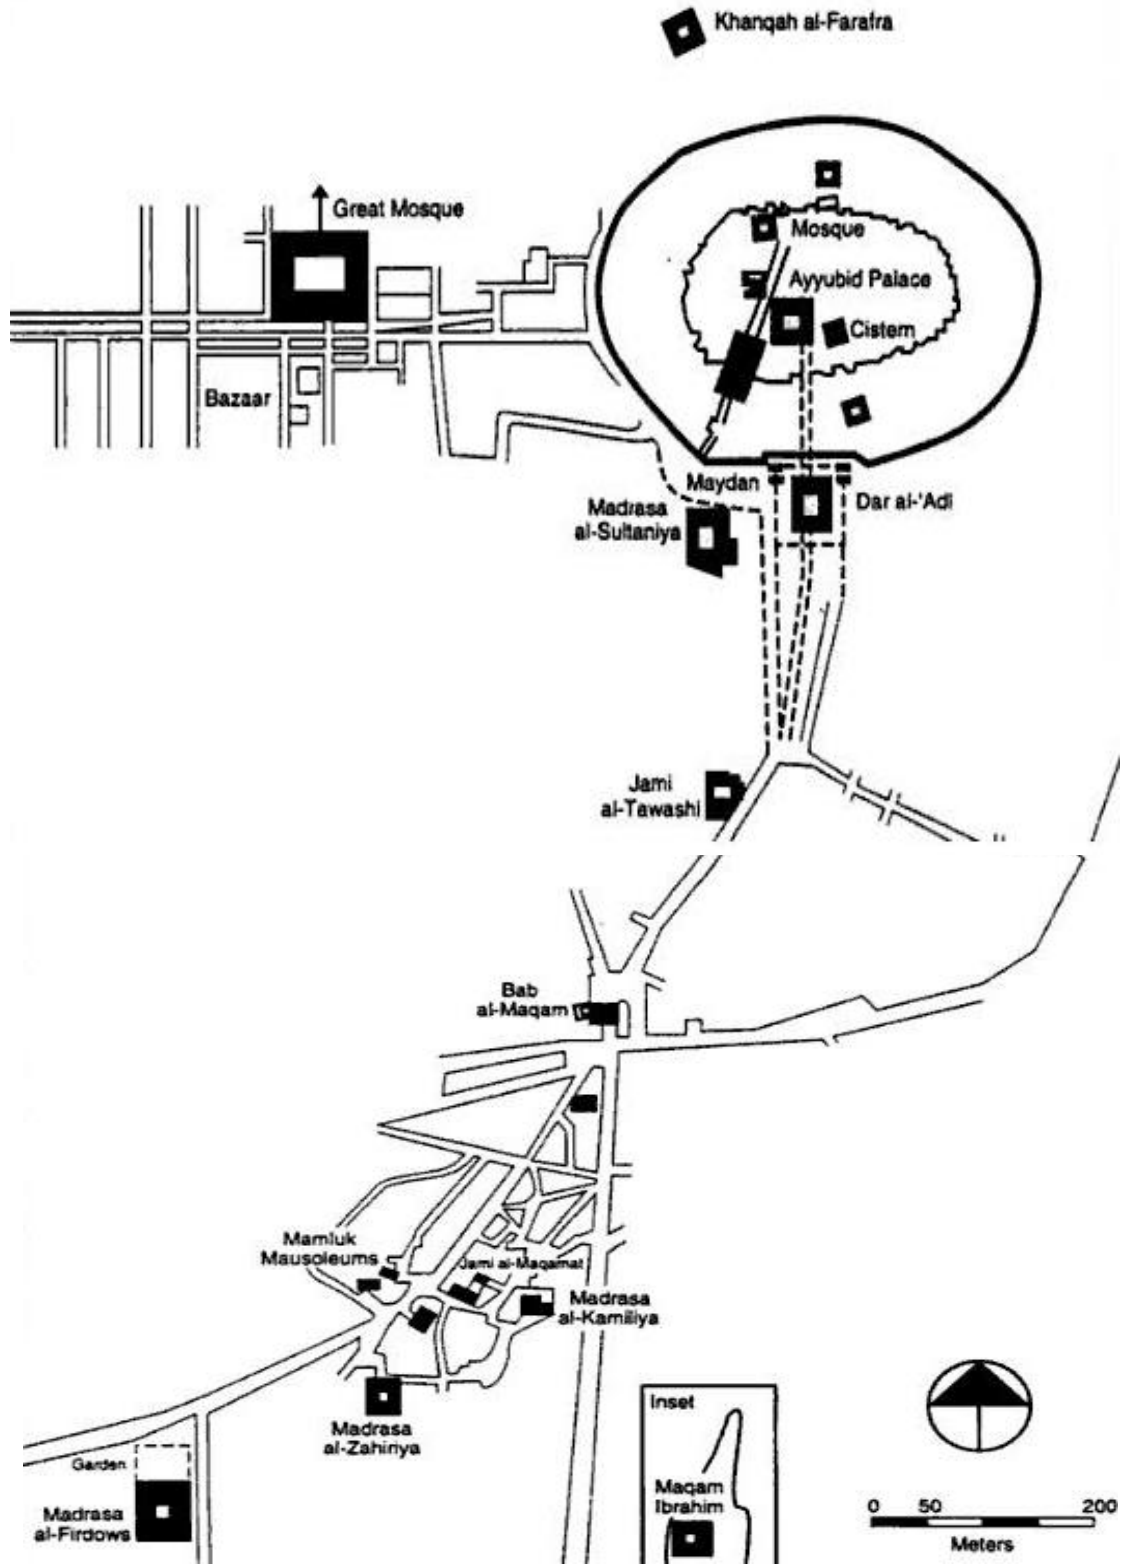 Khanqah al-Farafra
Great Mosque
Mosque
Ayyubid Palace
Cistern
Bazaar
Maydan
Dar al-'Adl
Madrasa
al-Sultaniya
Jami
al-Tawashi
Bab
al-Maqam
Mamluk
Mausoleums
Jami al-Maqamat
Madrasa
al-Kamiliya
Madrasa
al-Zahiriya
Inset
Garden
Maqam
Ibrahim
Madrasa
al-Firdows
0 50 200
Meters